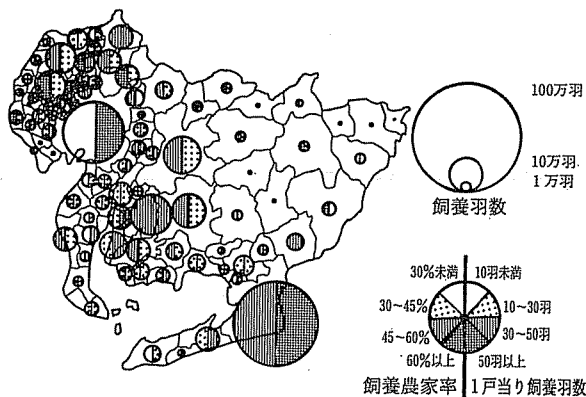 100万羽
10万羽
1万羽
飼養羽数
30%未満 10羽未満
30～45% 10～30羽
45～60% 30～50羽
60%以上 50羽以上
飼養農家率 1戸当り飼養羽数